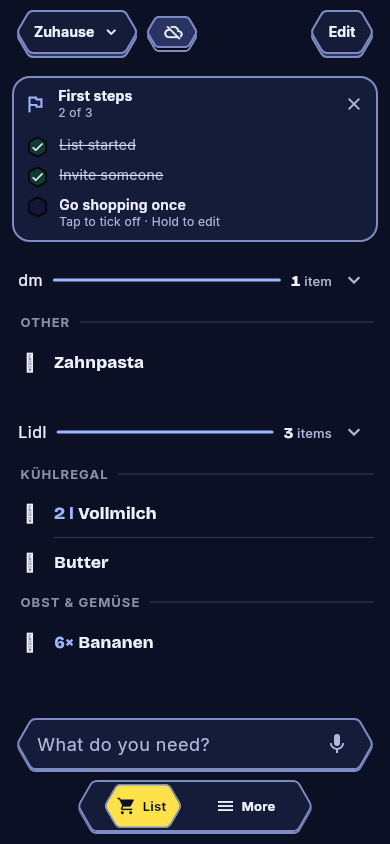 Zuhause
Edit
First steps
2 of 3
List started
Invite someone
Go shopping once
Tap to tick off · Hold to edit
dm
1 item
OTHER
Zahnpasta
Lidl
3 items
KÜHLREGAL
2 l Vollmilch
Butter
OBST & GEMÜSE
6× Bananen
What do you need?
List
More